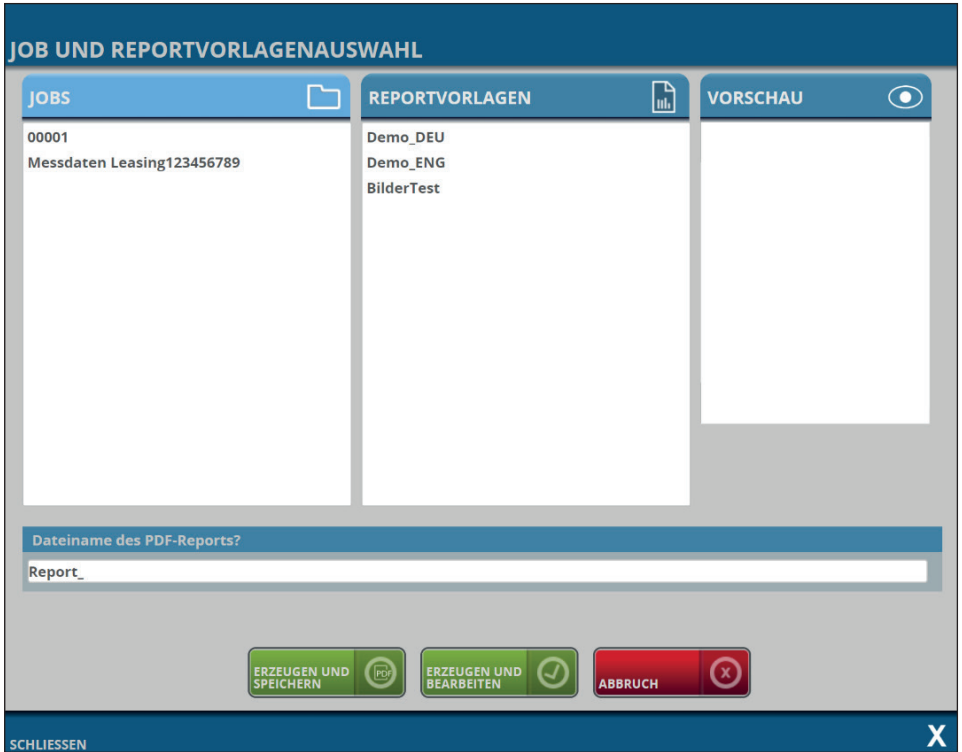 JOB UND REPORTVORLAGENAUSWAHL
JOBS
00001
Messdaten Leasing123456789
REPORTVORLAGEN
Demo_DEU
Demo_ENG
BilderTest
VORSCHAU
Dateiname des PDF-Reports?
Report_
ERZEUGEN UND
SPEICHERN
PDF
ERZEUGEN UND
BEARBEITEN
ABBRUCH
X
SCHLIESSEN
X